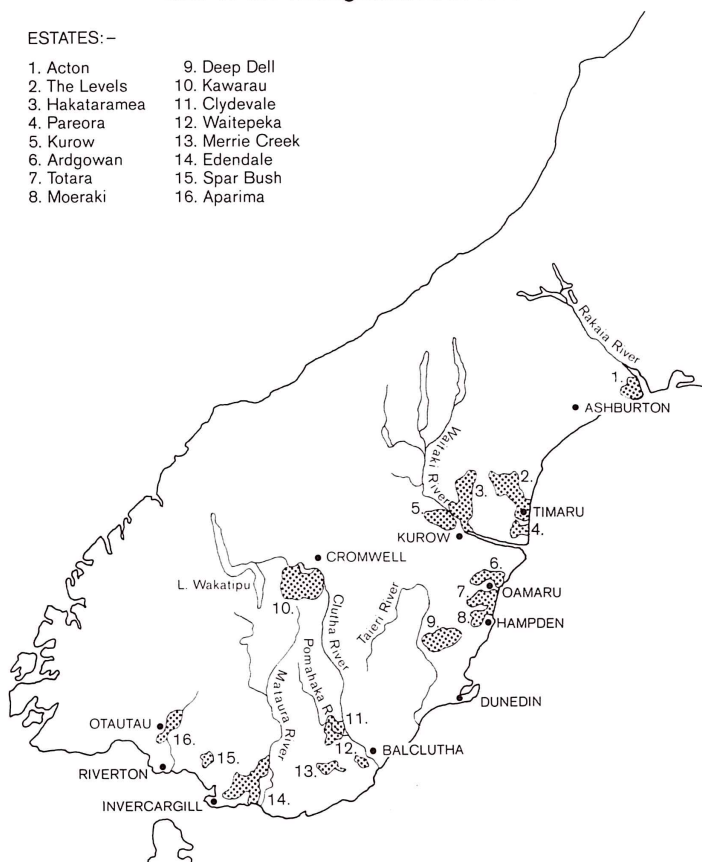 ESTATES:–
1. Acton
2. The Levels
3. Hakataramea
4. Pareora
5. Kurow
6. Ardgowan
7. Totara
8. Moeraki
9. Deep Dell
10. Kawarau
11. Clydevale
12. Waitepeka
13. Merrie Creek
14. Edendale
15. Spar Bush
16. Aparima
Rakaia River
1.
ASHBURTON
Waitaki River
2.
3.
TIMARU
5.
4.
KUROW
CROMWELL
6.
L. Wakatipu
OAMARU
7.
10.
Clutha River
Taieri River
8.
HAMPDEN
9.
Pomahaka R
Mataura River
DUNEDIN
OTAUTAU
11.
16.
12.
BALCLUTHA
15.
13.
RIVERTON
14.
INVERCARGILL